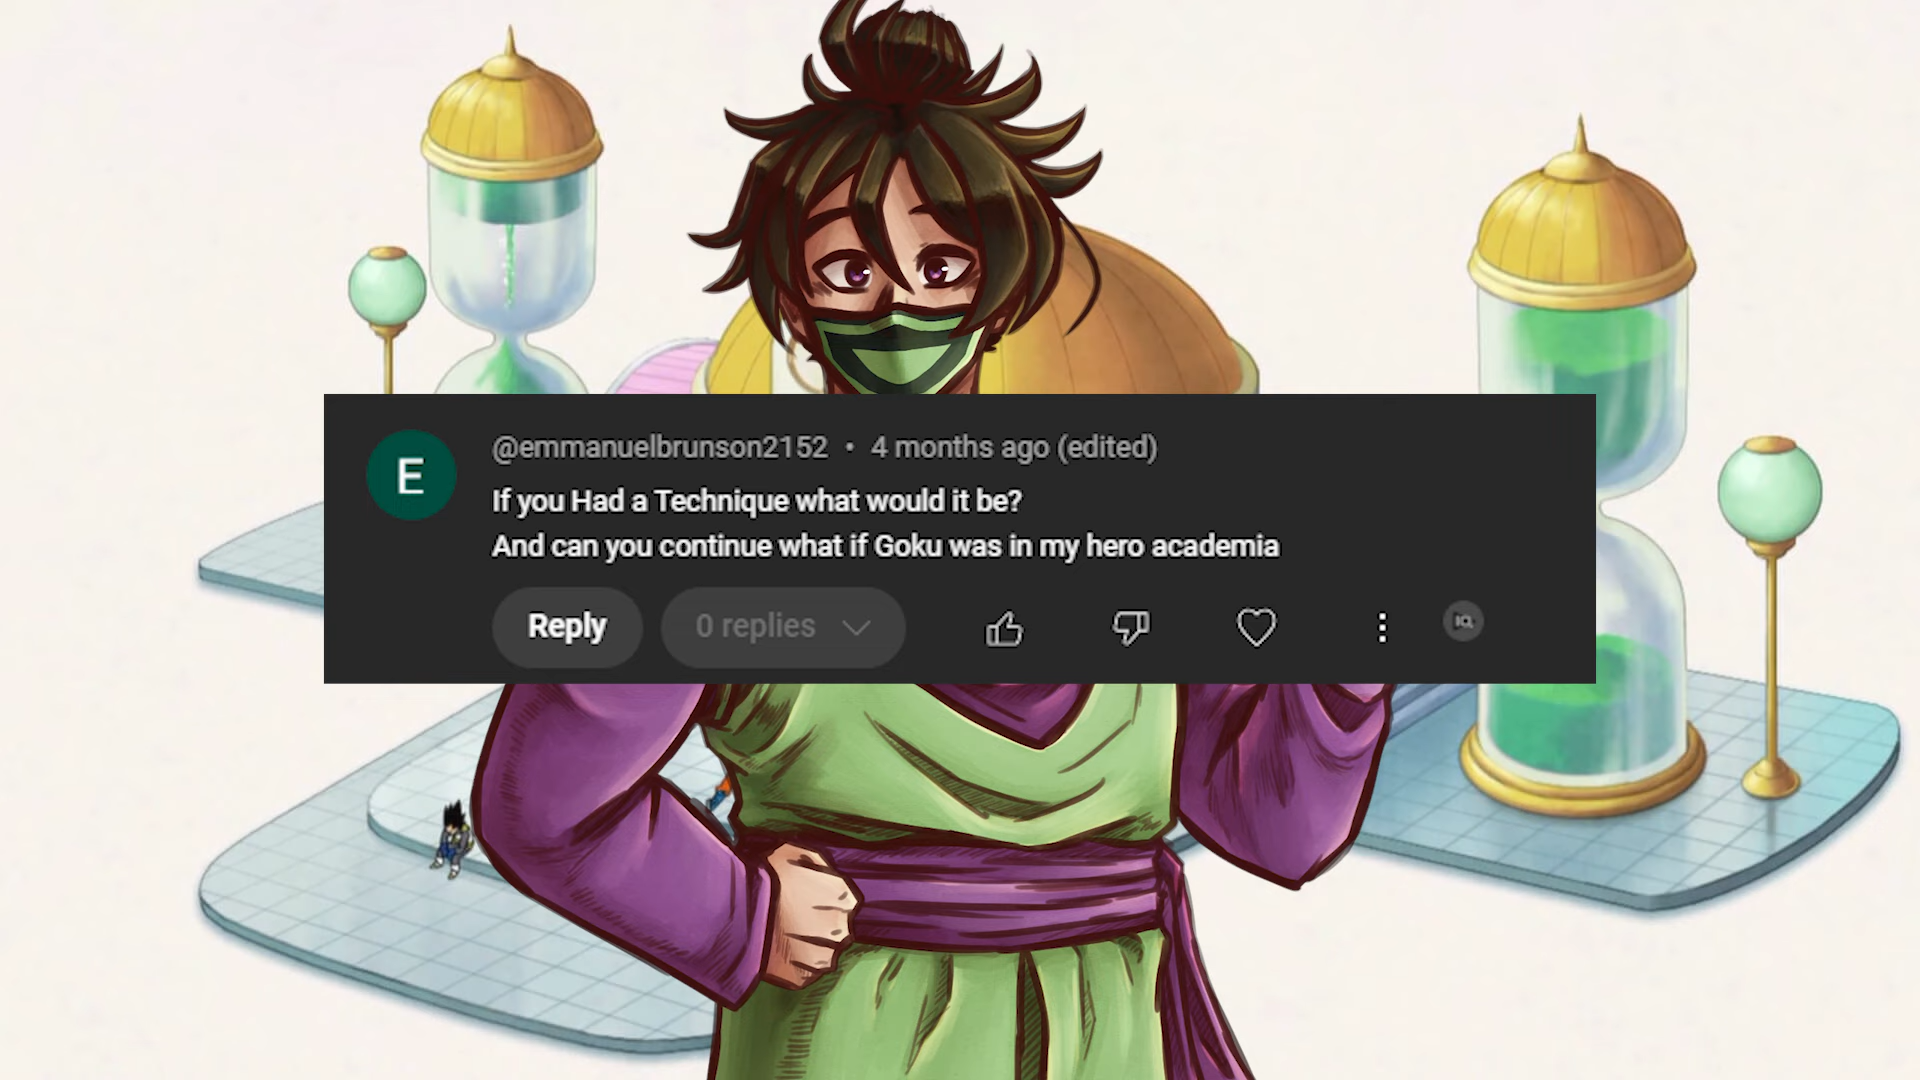 E
@emmanuelbrunson2152 • 4 months ago (edited)
If you Had a Technique what would it be?
And can you continue what if Goku was in my hero academia
Reply 0 replies
IQ